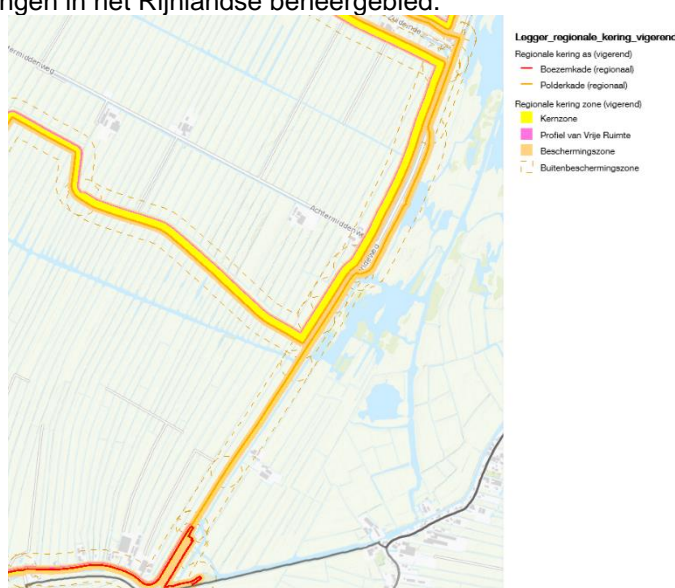 ngen in het Rijnlandse beheergebied.
Legger_regionale_kering_vigerend
Regionale kering as (vigerend)
Boezemkade (regionaal)
Polderkade (regionaal)
Regionale kering zone (vigerend)
Kernzone
Profiel van Vrije Ruimte
Beschermingszone
Buitenbeschermingszone
Achtermiddenweg